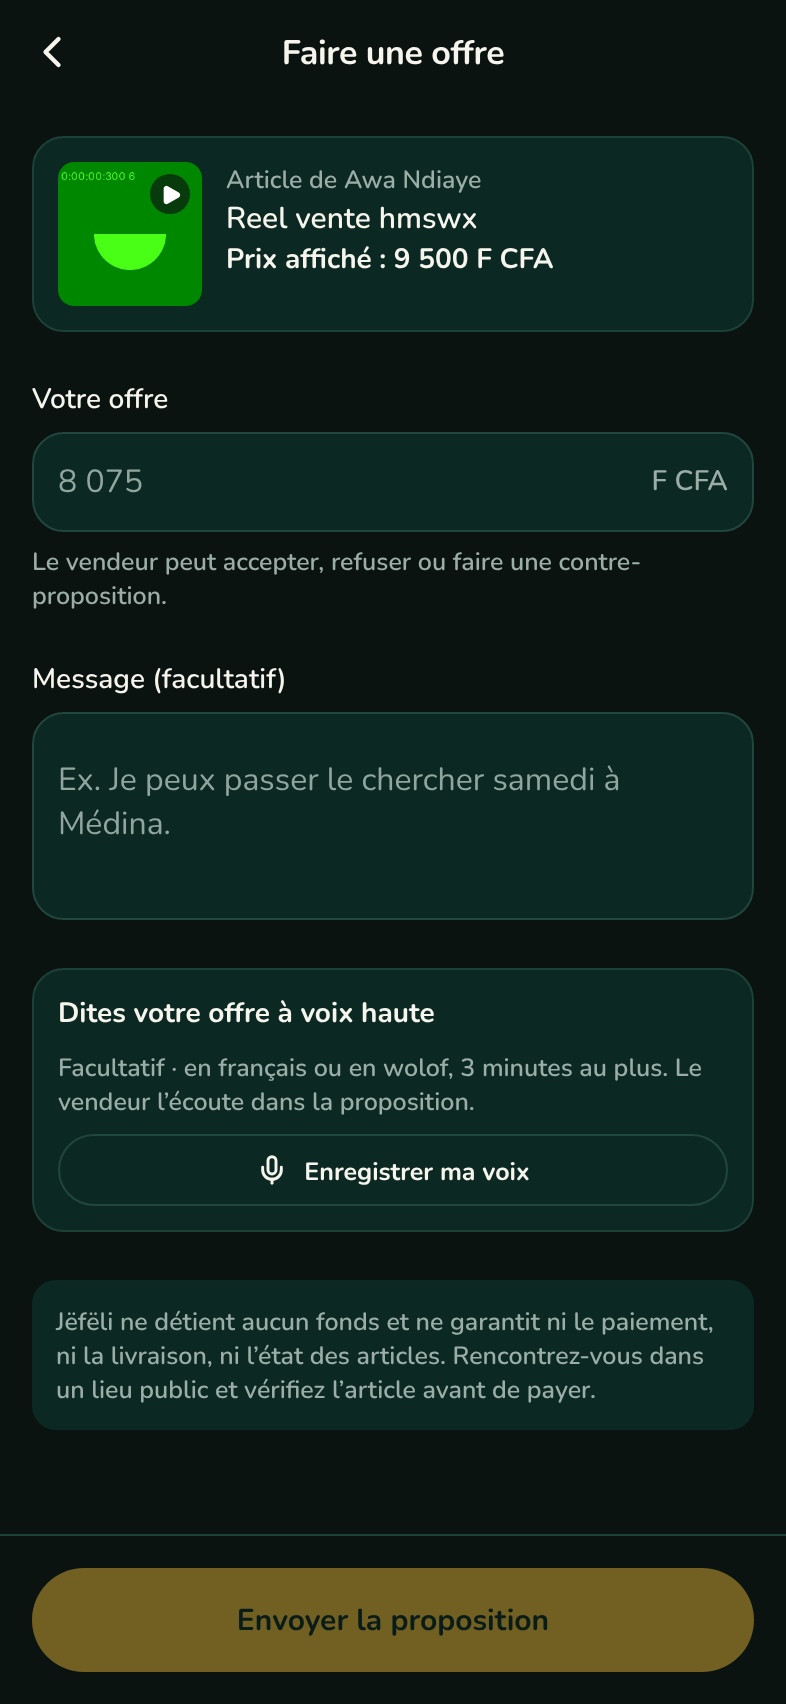 Faire une offre
0:00:00:300 6
Article de Awa Ndiaye
Reel vente hmswx
Prix affiché : 9 500 F CFA
Votre offre
8 075 F CFA
Le vendeur peut accepter, refuser ou faire une contre-
proposition.
Message (facultatif)
Ex. Je peux passer le chercher samedi à
Médina.
Dites votre offre à voix haute
Facultatif · en français ou en wolof, 3 minutes au plus. Le
vendeur l’écoute dans la proposition.
Enregistrer ma voix
Jëfëli ne détient aucun fonds et ne garantit ni le paiement,
ni la livraison, ni l’état des articles. Rencontrez-vous dans
un lieu public et vérifiez l’article avant de payer.
Envoyer la proposition